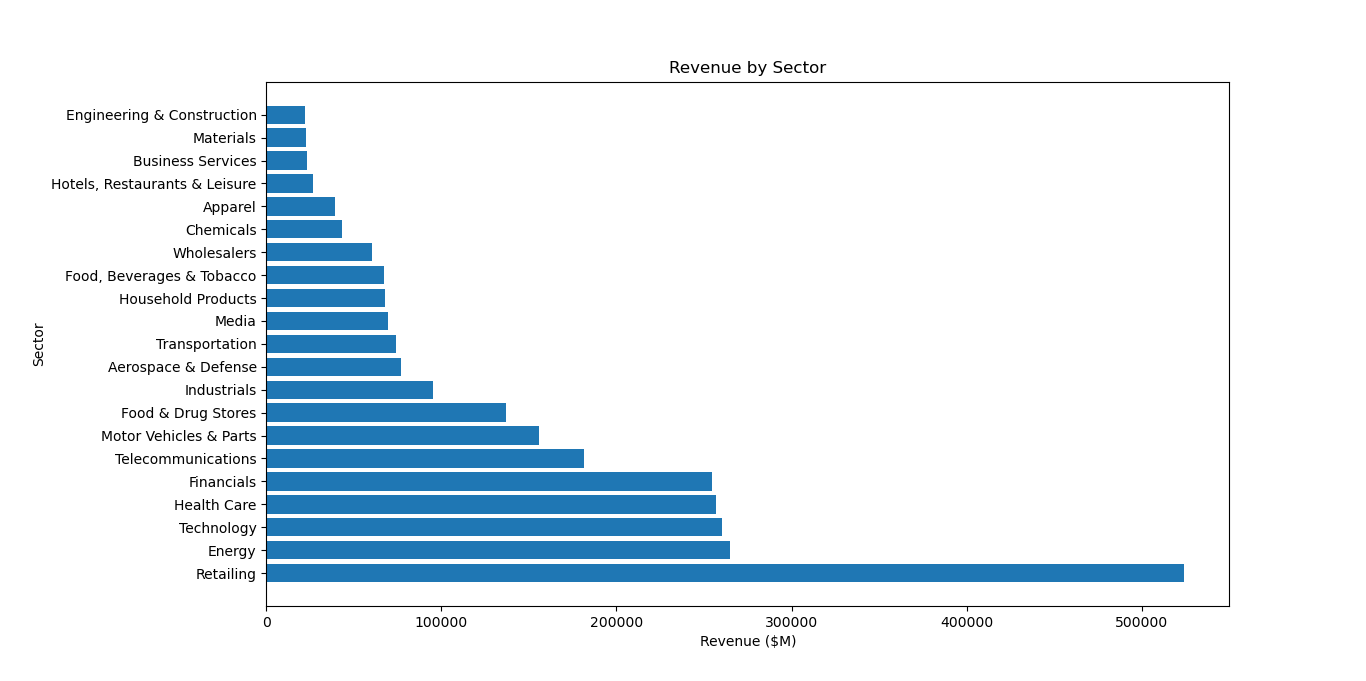 Revenue by Sector
Engineering & Construction
Materials
Business Services
Hotels, Restaurants & Leisure
Apparel
Chemicals
Wholesalers
Food, Beverages & Tobacco
Household Products
Media
Transportation
Aerospace & Defense
Industrials
Food & Drug Stores
Motor Vehicles & Parts
Telecommunications
Financials
Health Care
Technology
Energy
Retailing
Sector
0 100000 200000 300000 400000 500000
Revenue ($M)